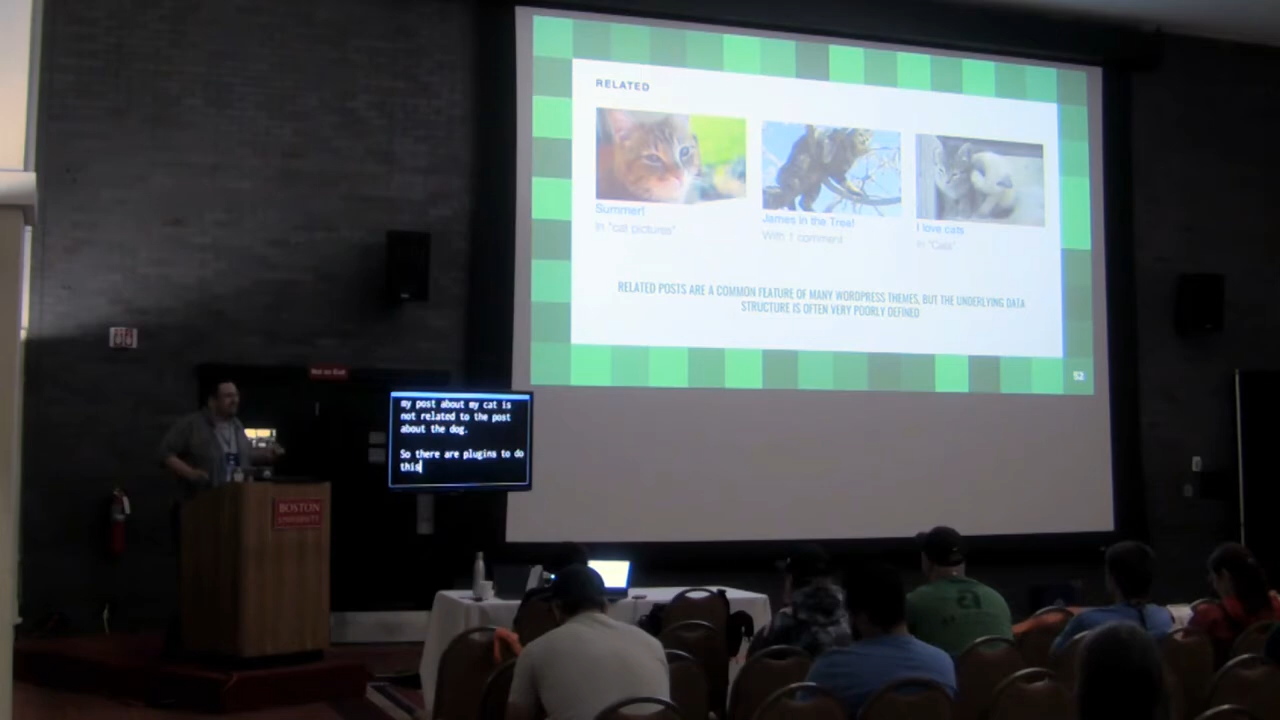 RELATED
Summer!
In "cat pictures"
James in the Tree!
With 1 comment
I love cats
In "Cats"
RELATED POSTS ARE A COMMON FEATURE OF MANY WORDPRESS THEMES, BUT THE UNDERLYING DATA
STRUCTURE IS OFTEN VERY POORLY DEFINED
52
Not an Exit
my post about my cat is
not related to the post
about the dog.
So there are plugins to do
this
BOSTON
UNIVERSITY